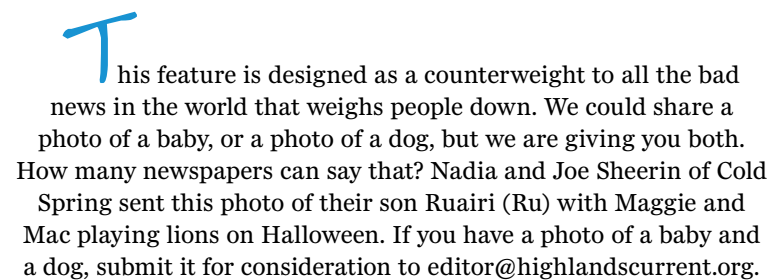 This feature is designed as a counterweight to all the bad
news in the world that weighs people down. We could share a
photo of a baby, or a photo of a dog, but we are giving you both.
How many newspapers can say that? Nadia and Joe Sheerin of Cold
Spring sent this photo of their son Ruairi (Ru) with Maggie and
Mac playing lions on Halloween. If you have a photo of a baby and
a dog, submit it for consideration to editor@highlandscurrent.org.